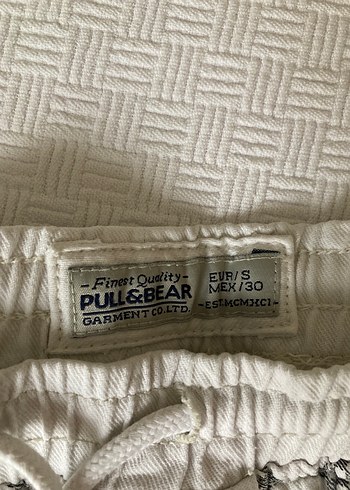 - Finest Quality -
PULL&BEAR
GARMENT CO.LTD.
EUR/S
MEX/30
-EST.MCMXCI-